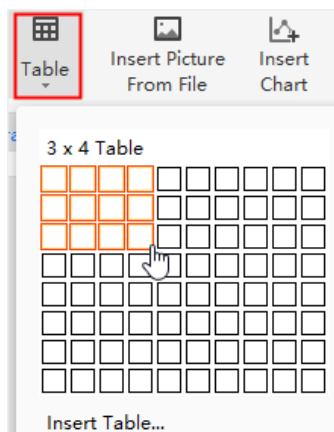 Table
Insert Picture
From File
Insert
Chart
3 x 4 Table
Insert Table...